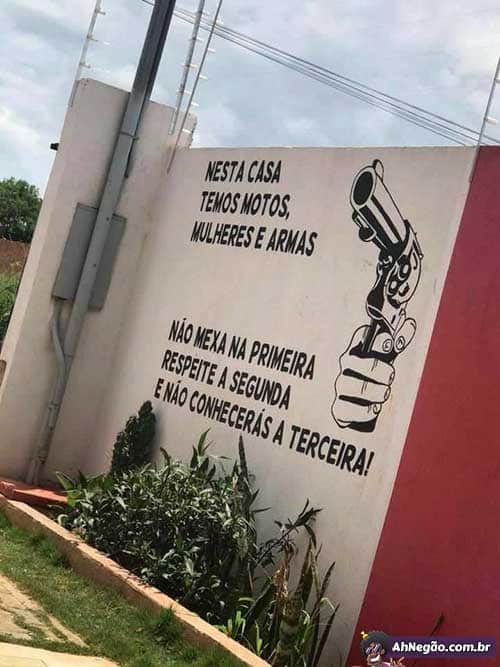 NESTA CASA
TEMOS MOTOS,
MULHERES E ARMAS
NÃO MEXA NA PRIMEIRA
RESPEITE A SEGUNDA
E NÃO CONHECERÁS A TERCEIRA!
AhNegão.com.br